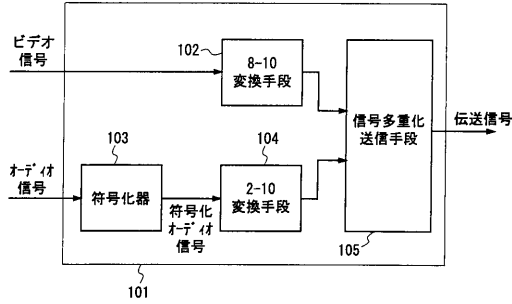 ビデオ
信号
102
8-10
変換手段
信号多重化
送信手段
伝送信号
オーディオ
信号
103
符号化器
符号化
オーディオ
信号
104
2-10
変換手段
105
101